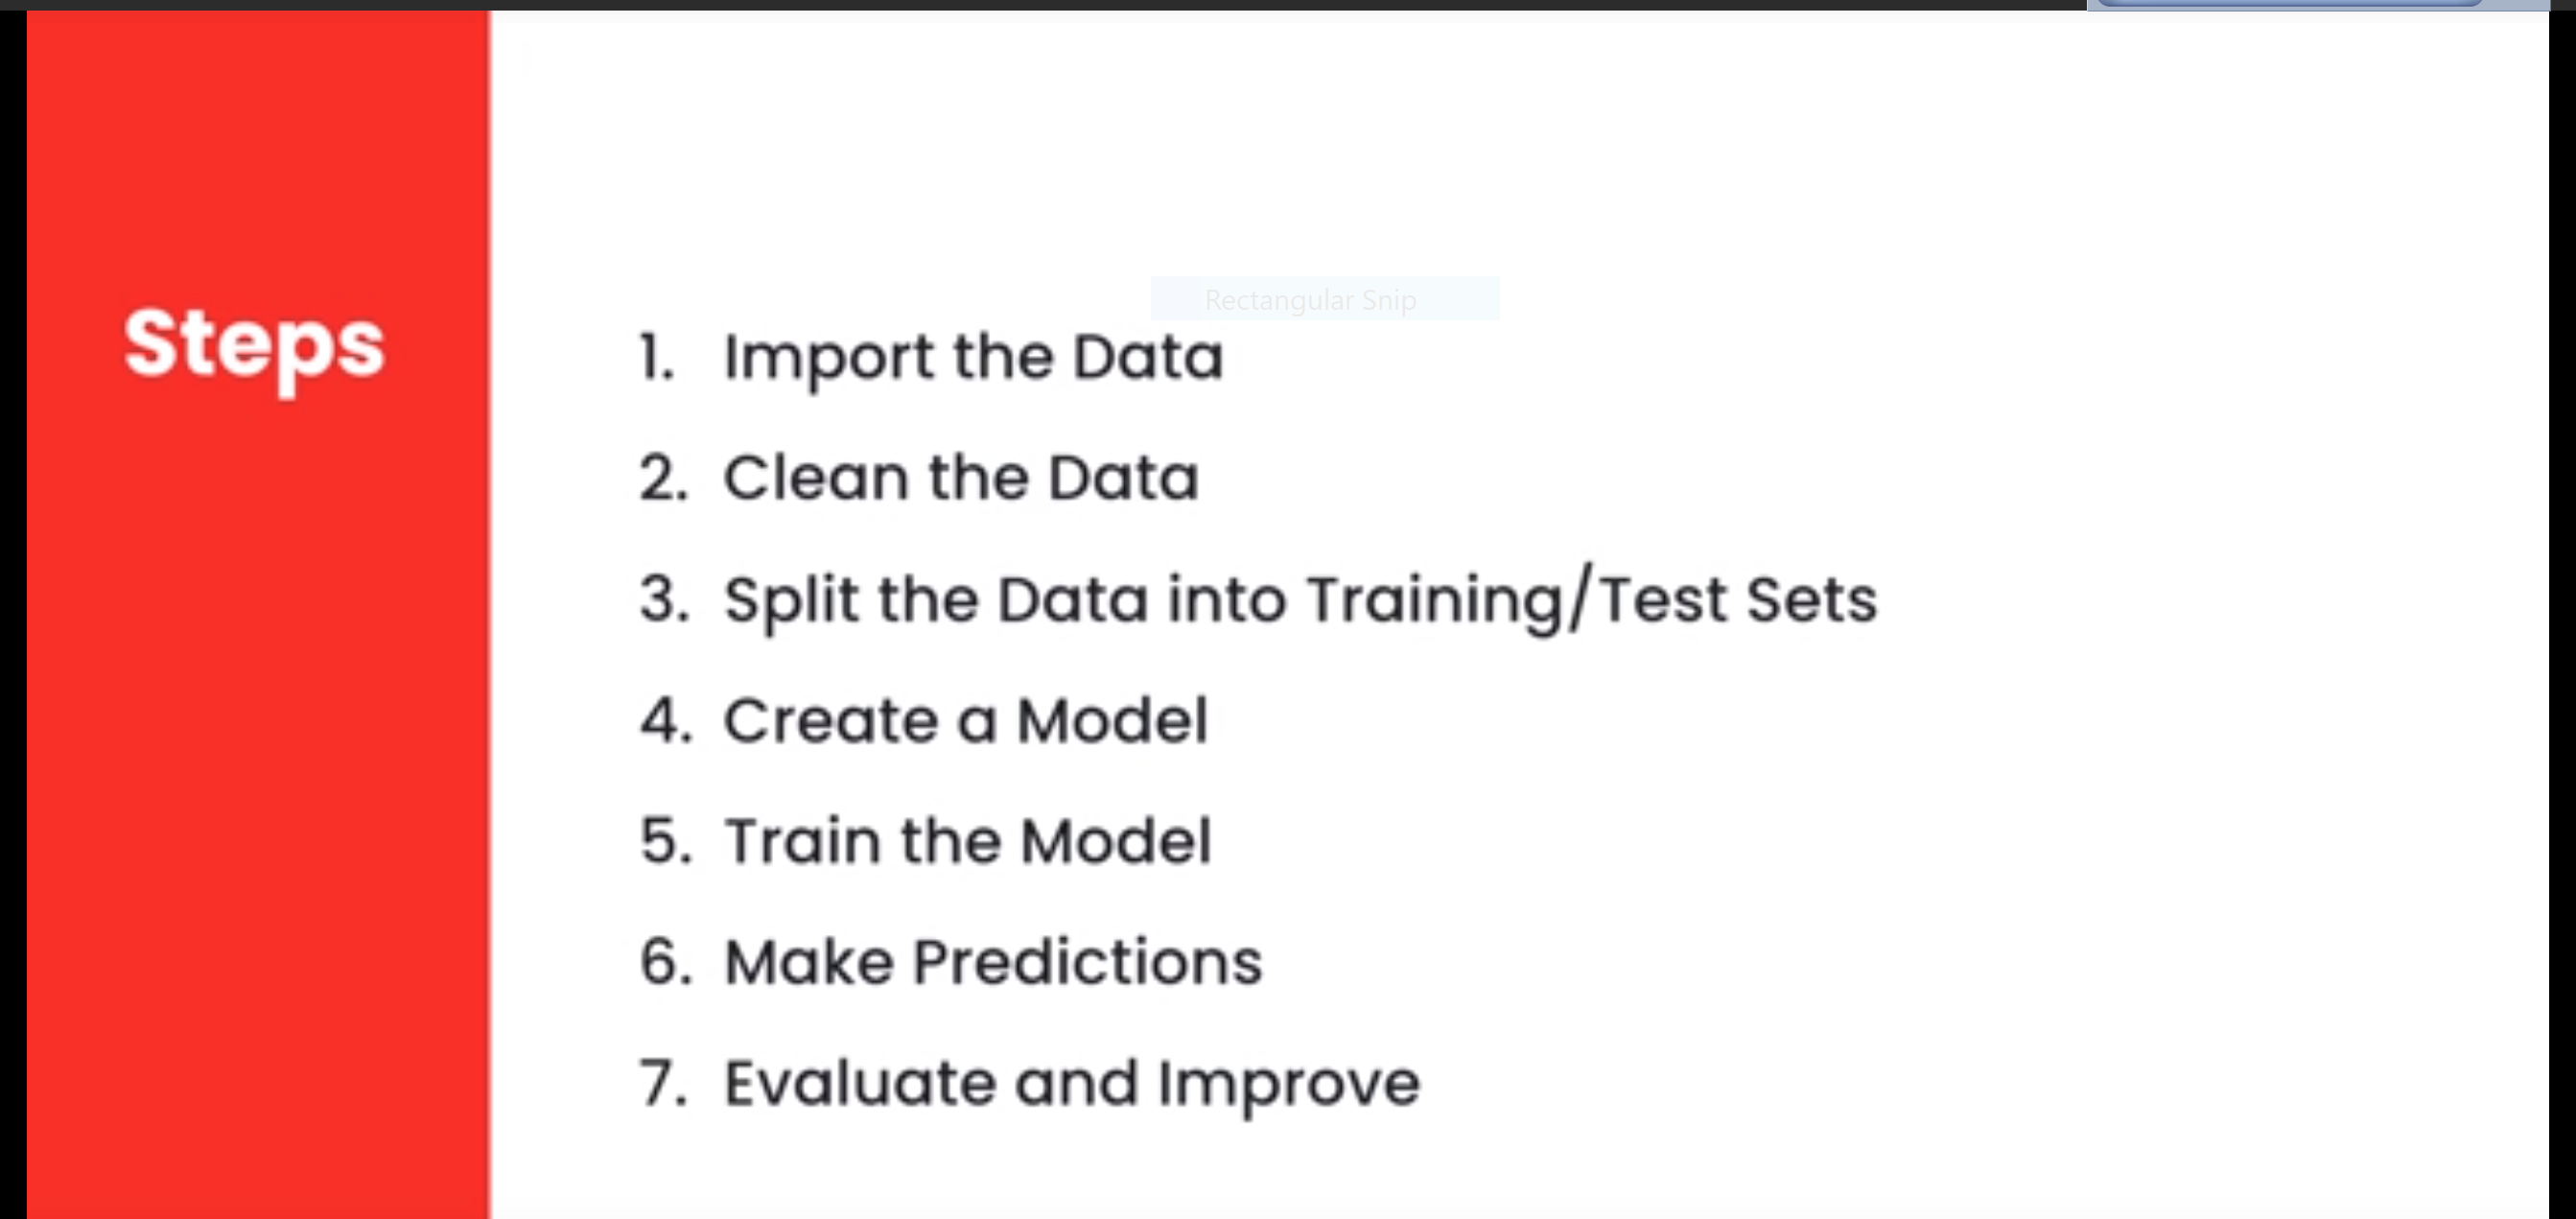 Steps
Rectangular Snip
1. Import the Data
2. Clean the Data
3. Split the Data into Training/Test Sets
4. Create a Model
5. Train the Model
6. Make Predictions
7. Evaluate and Improve